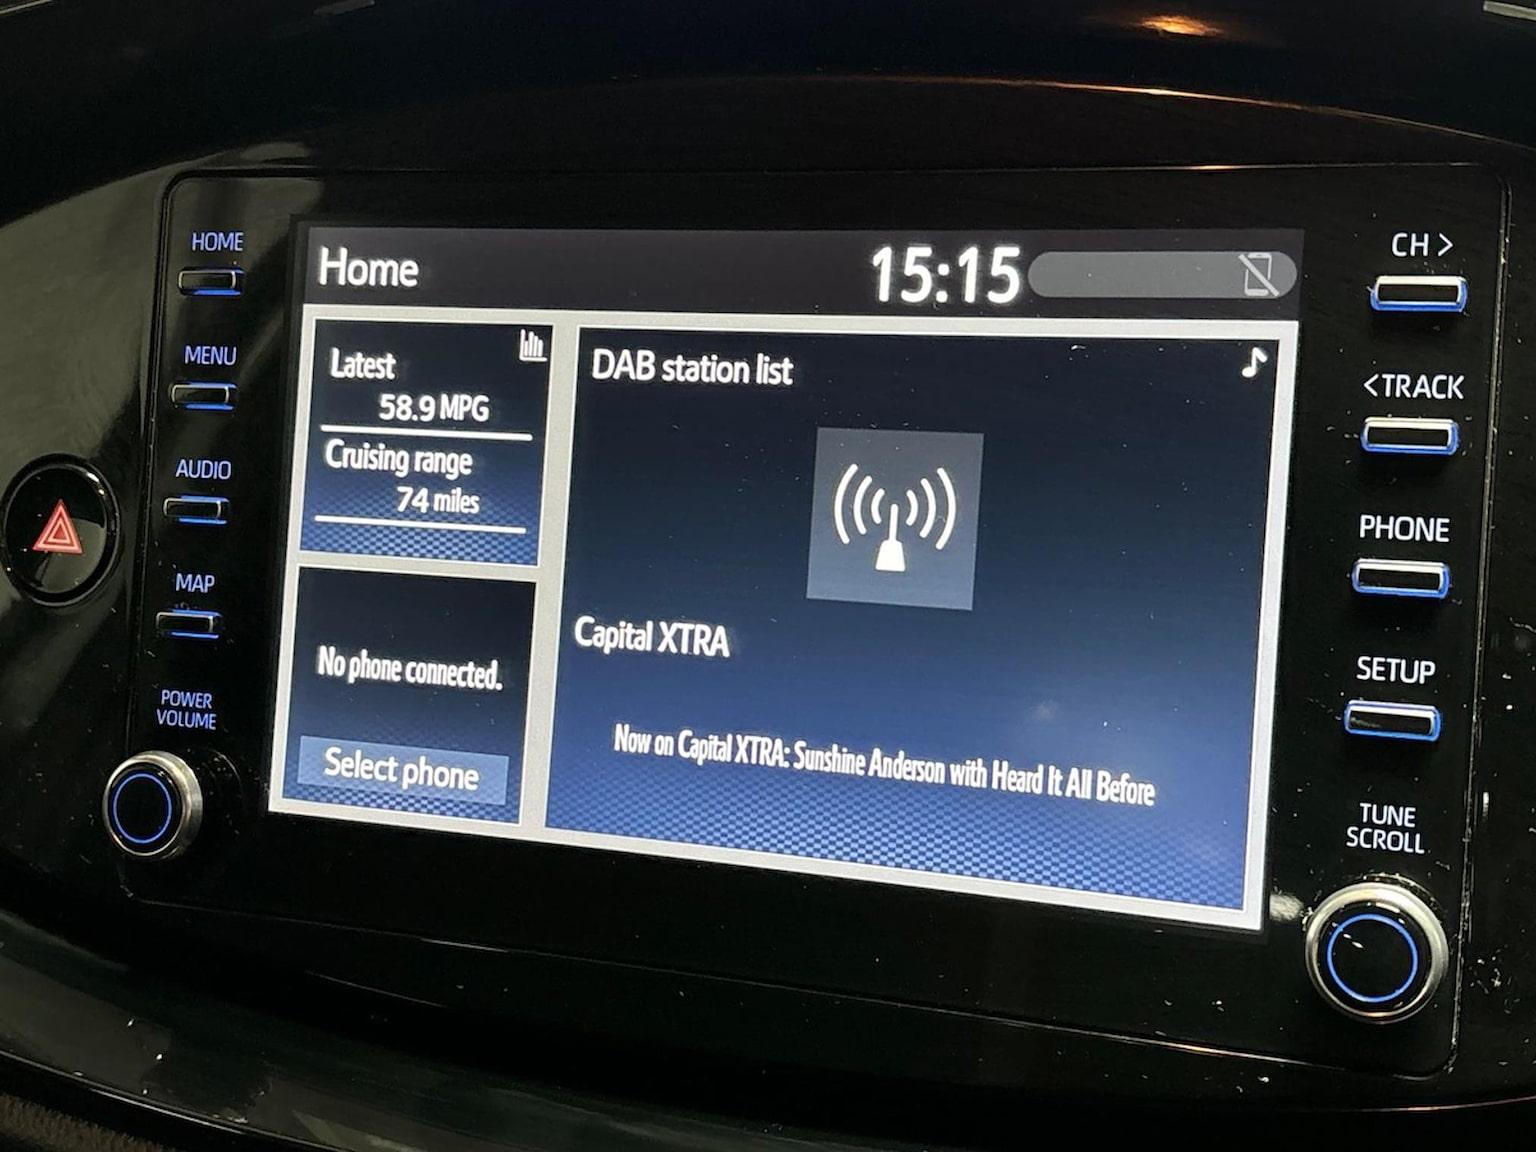 HOME
MENU
AUDIO
MAP
POWER
VOLUME
Home
15:15
Latest
58.9 MPG
Cruising range
74 miles
No phone connected.
Select phone
DAB station list
Capital XTRA
Now on Capital XTRA: Sunshine Anderson with Heard It All Before
CH >
< TRACK
PHONE
SETUP
TUNE
SCROLL